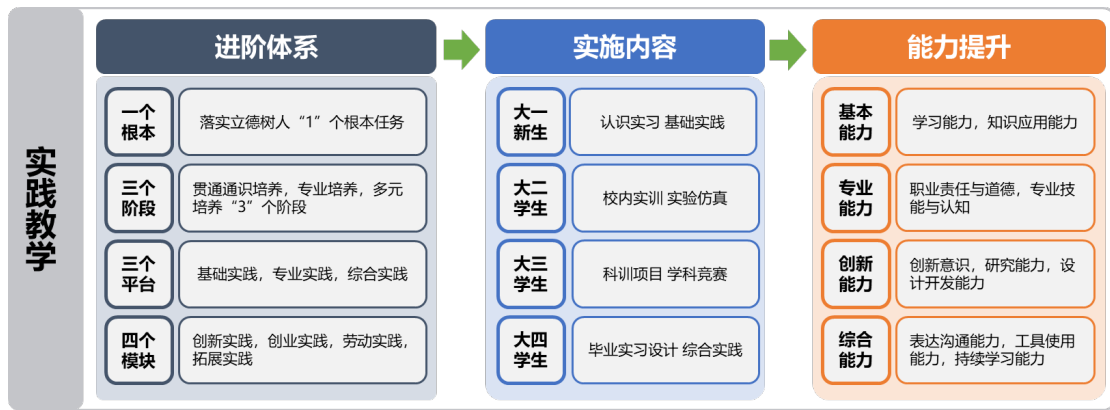 实践教学
进阶体系
一个
根本
落实立德树人“1”个根本任务
三个
阶段
贯通通识培养，专业培养，多元
培养“3”个阶段
三个
平台
基础实践，专业实践，综合实践
四个
模块
创新实践，创业实践，劳动实践，
拓展实践
实施内容
大一
新生
认识实习 基础实践
大二
学生
校内实训 实验仿真
大三
学生
科训项目 学科竞赛
大四
学生
毕业实习设计 综合实践
能力提升
基本
能力
学习能力，知识应用能力
专业
能力
职业责任与道德，专业技
能与认知
创新
能力
创新意识，研究能力，设
计开发能力
综合
能力
表达沟通能力，工具使用
能力，持续学习能力